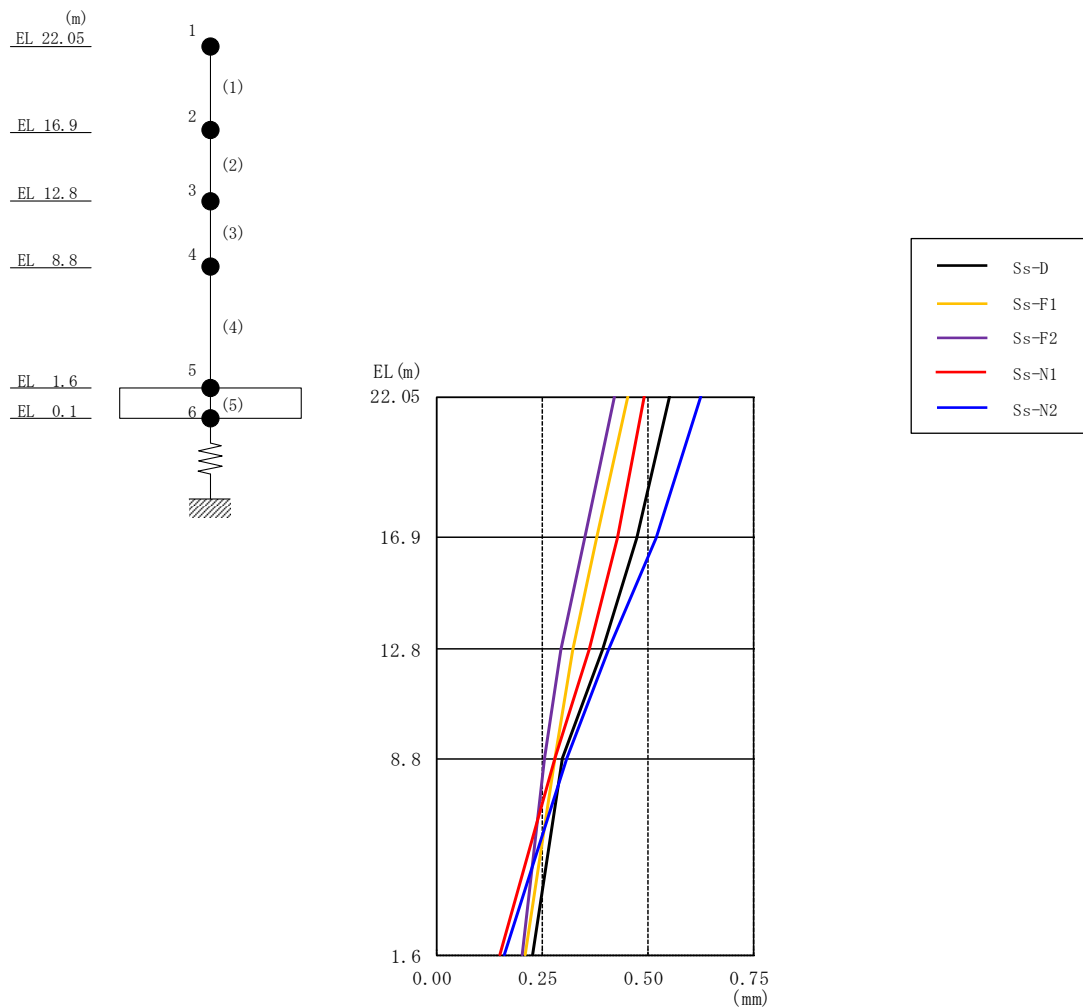 (m)
EL 22.05
1
(1)
EL 16.9
2
(2)
EL 12.8
3
(3)
EL 8.8
4
(4)
EL 1.6
5
(5)
EL 0.1
6
Ss-D
Ss-F1
Ss-F2
Ss-N1
Ss-N2
EL(m)
22.05
16.9
12.8
8.8
1.6
0.00 0.25 0.50 0.75
(mm)